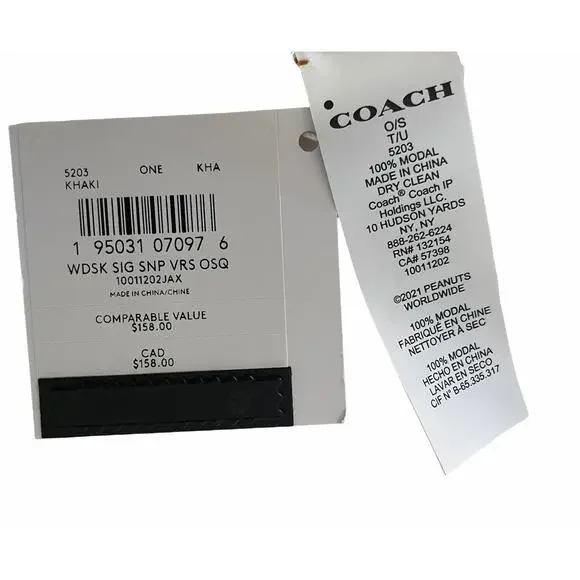 5203 ONE KHA
KHAKI
1 95031 07097 6
WDSK SIG SNP VRS OSQ
10011202JAX
MADE IN CHINA/CHINE
COMPARABLE VALUE
$158.00
CAD
$158.00
COACH
O/S
T/U
5203
100% MODAL
MADE IN CHINA
DRY CLEAN
Coach® Coach IP
Holdings LLC.
10 HUDSON YARDS
NY, NY
888-262-6224
RN# 132154
CA# 57398
10011202
©2021 PEANUTS
WORLDWIDE
100% MODAL
FABRIQUÉ EN CHINE
NETTOYER À SEC
100% MODAL
HECHO EN CHINA
LAVAR EN SECO
CIF N° B-65.335.317